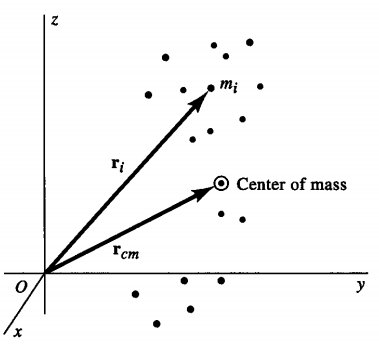 z
m_i
r_i
Center of mass
r_cm
O
y
x